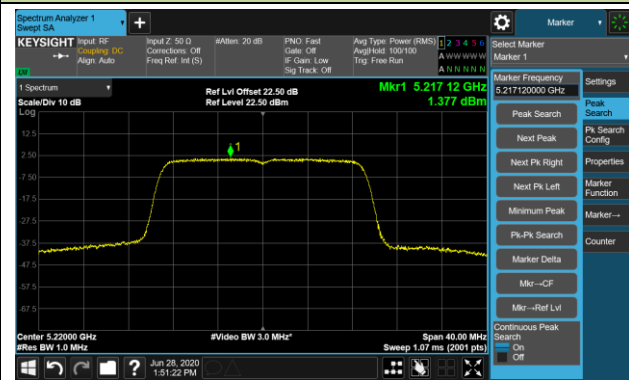 Spectrum Analyzer 1
Swept SA
Marker
KEYSIGHT
Input: RF
Coupling: DC
Align: Auto
Input Z: 50 Ω
Corrections: Off
Freq Ref: Int (S)
#Atten: 20 dB
PNO: Fast
Gate: Off
IF Gain: Low
Sig Track: Off
Avg Type: Power (RMS)
Avg|Hold: 100/100
Trig: Free Run
1 2 3 4 5 6
A W W W W W
A N N N N N
LXI
Select Marker
Marker 1
1 Spectrum
Scale/Div 10 dB
Log
Ref Lvl Offset 22.50 dB
Ref Level 22.50 dBm
Mkr1 5.217 12 GHz
1.377 dBm
12.5
2.50
-7.50
-17.5
-27.5
-37.5
-47.5
-57.5
-67.5
1
Center 5.22000 GHz
#Res BW 1.0 MHz
#Video BW 3.0 MHz*
Span 40.00 MHz
Sweep 1.07 ms (2001 pts)
Marker Frequency
5.217120000 GHz
Peak Search
Next Peak
Next Pk Right
Next Pk Left
Minimum Peak
Pk-Pk Search
Marker Delta
Mkr→CF
Mkr→Ref Lvl
Continuous Peak
Search
On
Off
Settings
Peak
Search
Pk Search
Config
Properties
Marker
Function
Marker→
Counter
Jun 28, 2020
1:51:22 PM